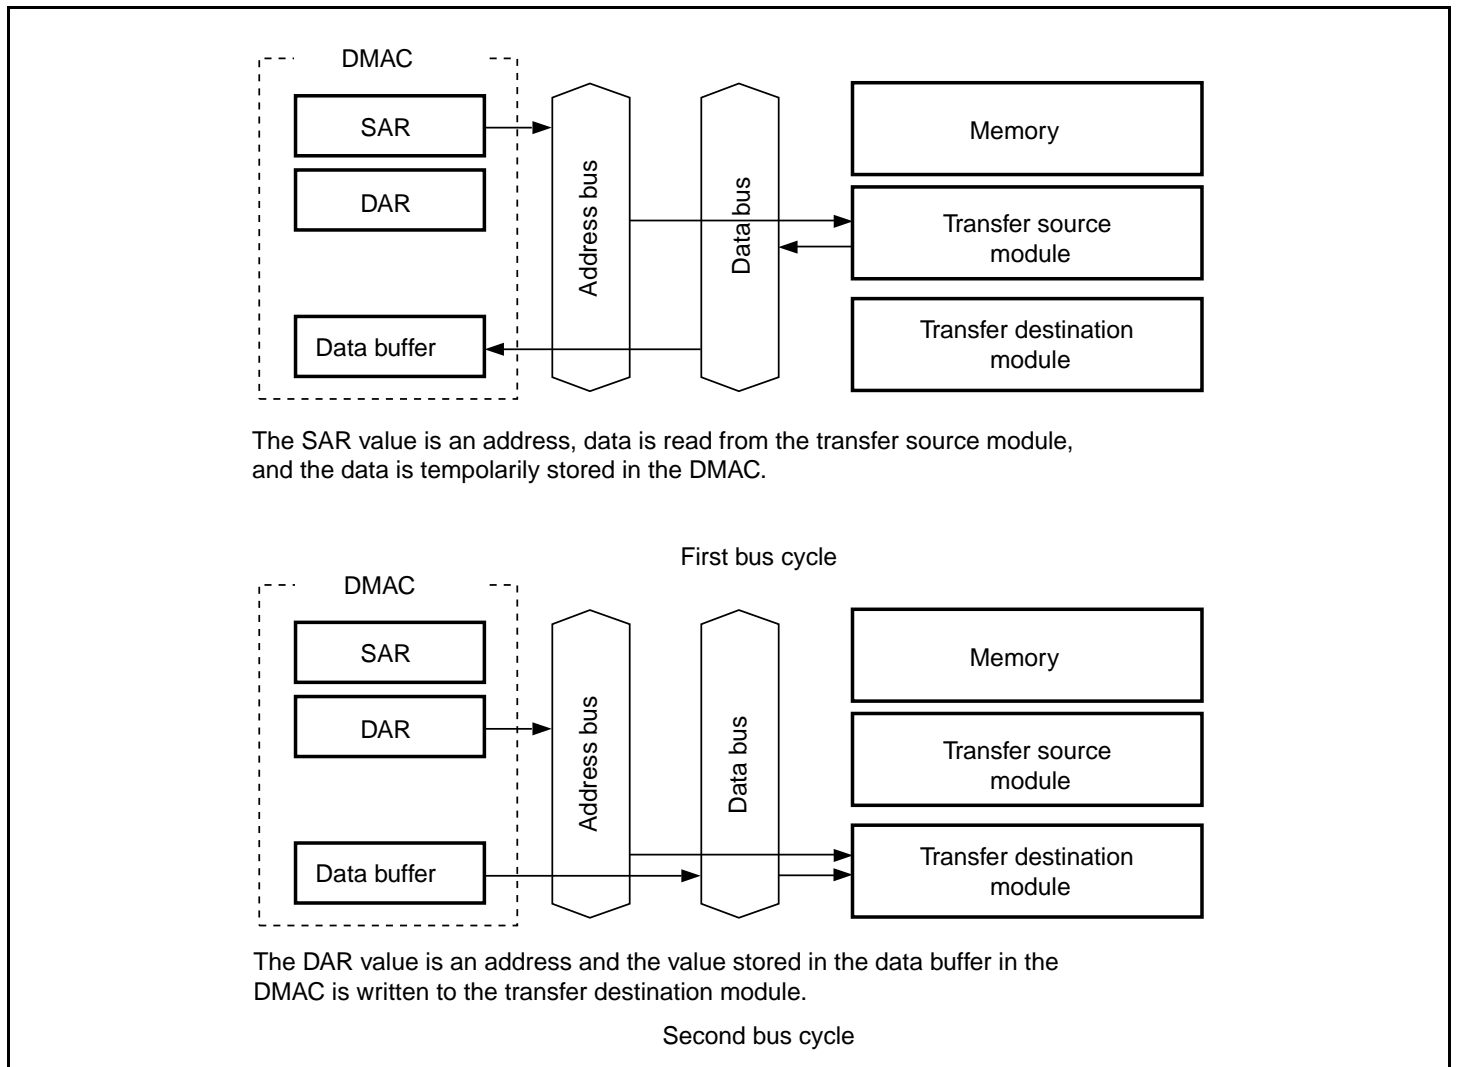 DMAC
SAR
DAR
Data buffer
Address bus
Data bus
Memory
Transfer source
module
Transfer destination
module
The SAR value is an address, data is read from the transfer source module,
and the data is tempolarily stored in the DMAC.
First bus cycle
DMAC
SAR
DAR
Data buffer
Address bus
Data bus
Memory
Transfer source
module
Transfer destination
module
The DAR value is an address and the value stored in the data buffer in the
DMAC is written to the transfer destination module.
Second bus cycle